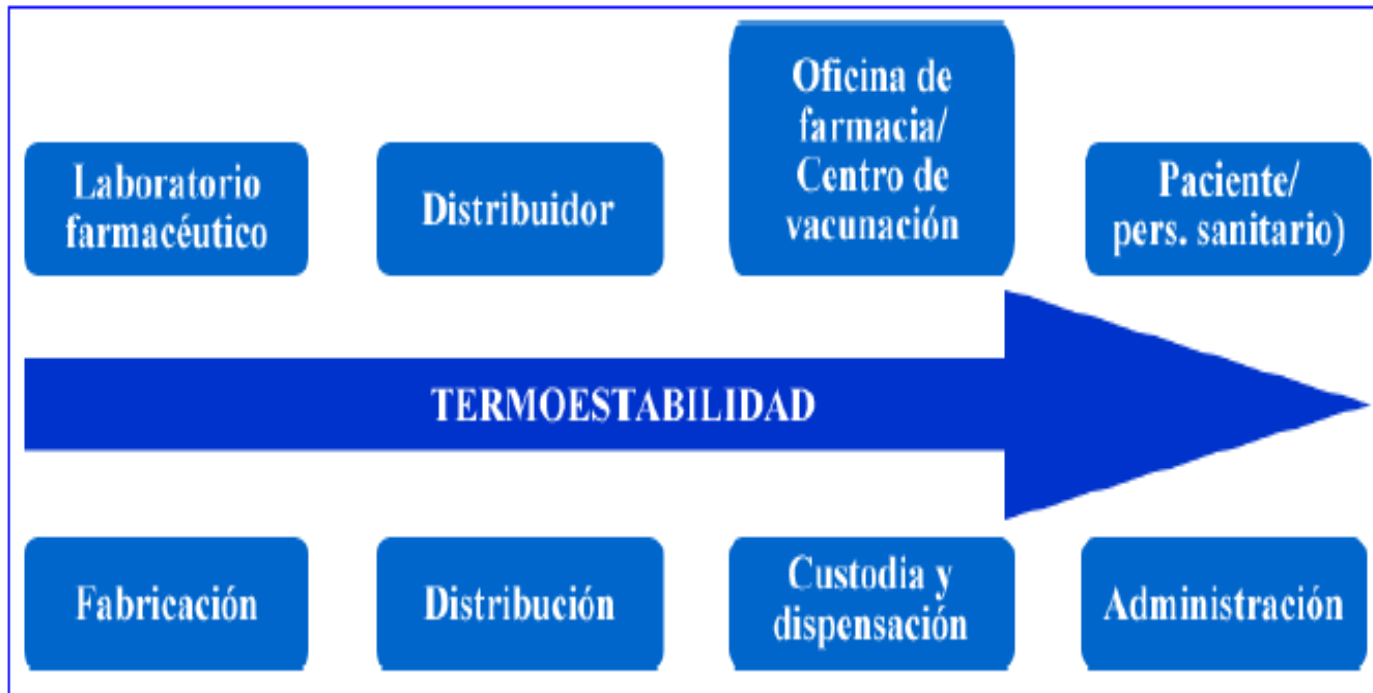 Laboratorio
farmacéutico
Distribuidor
Oficina de
farmacia/
Centro de
vacunación
Paciente/
pers. sanitario)
TERMOESTABILIDAD
Fabricación
Distribución
Custodia y
dispensación
Administración